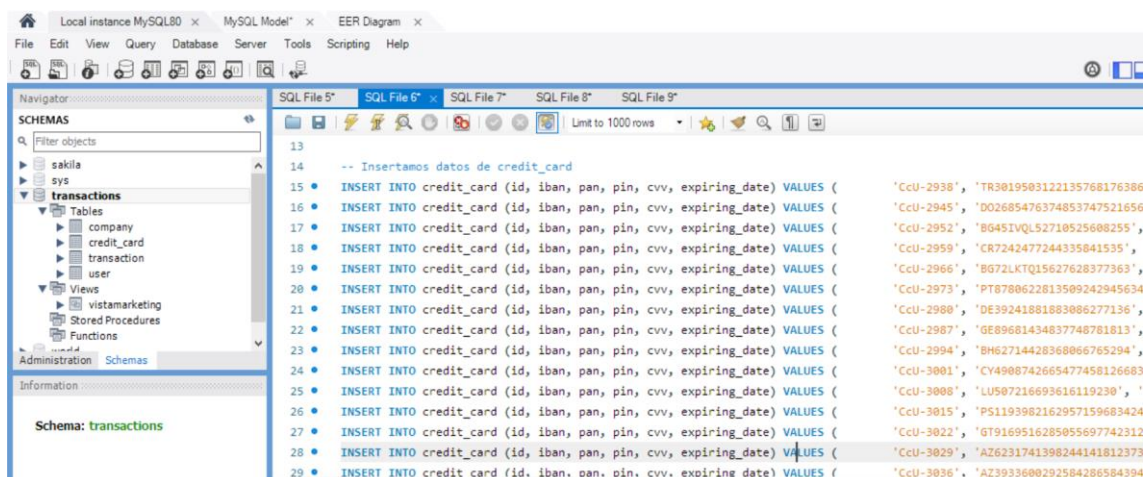 Local instance MySQL80 × MySQL Model* × EER Diagram ×
File Edit View Query Database Server Tools Scripting Help
Navigator
SCHEMAS
Filter objects
sakila
sys
transactions
Tables
company
credit_card
transaction
user
Views
vistamarketing
Stored Procedures
Functions
Administration Schemas
Information
Schema: transactions
SQL File 5* SQL File 6* × SQL File 7* SQL File 8* SQL File 9*
Limit to 1000 rows
13
14 -- Insertamos datos de credit_card
15 INSERT INTO credit_card (id, iban, pan, pin, cvv, expiring_date) VALUES ( 'CcU-2938', 'TR301950312213576817638
16 INSERT INTO credit_card (id, iban, pan, pin, cvv, expiring_date) VALUES ( 'CcU-2945', 'DO26854763748537475216
17 INSERT INTO credit_card (id, iban, pan, pin, cvv, expiring_date) VALUES ( 'CcU-2952', 'BG45IVQL52710525608255',
18 INSERT INTO credit_card (id, iban, pan, pin, cvv, expiring_date) VALUES ( 'CcU-2959', 'CR7242477244335841535',
19 INSERT INTO credit_card (id, iban, pan, pin, cvv, expiring_date) VALUES ( 'CcU-2966', 'BG72LKTQ15627628377363',
20 INSERT INTO credit_card (id, iban, pan, pin, cvv, expiring_date) VALUES ( 'CcU-2973', 'PT8780622813509242945634
21 INSERT INTO credit_card (id, iban, pan, pin, cvv, expiring_date) VALUES ( 'CcU-2980', 'DE39241881883086277136',
22 INSERT INTO credit_card (id, iban, pan, pin, cvv, expiring_date) VALUES ( 'CcU-2987', 'GE89681434837748781813',
23 INSERT INTO credit_card (id, iban, pan, pin, cvv, expiring_date) VALUES ( 'CcU-2994', 'BH62714428368066765294',
24 INSERT INTO credit_card (id, iban, pan, pin, cvv, expiring_date) VALUES ( 'CcU-3001', 'CY4908742665477458126683
25 INSERT INTO credit_card (id, iban, pan, pin, cvv, expiring_date) VALUES ( 'CcU-3008', 'LU507216693616119230', '
26 INSERT INTO credit_card (id, iban, pan, pin, cvv, expiring_date) VALUES ( 'CcU-3015', 'PS1193982162957159683424
27 INSERT INTO credit_card (id, iban, pan, pin, cvv, expiring_date) VALUES ( 'CcU-3022', 'GT9169516285055697742312
28 INSERT INTO credit_card (id, iban, pan, pin, cvv, expiring_date) VALUES ( 'CcU-3029', 'AZ6231741398244141812373
29 INSERT INTO credit_card (id, iban, pan, pin, cvv, expiring_date) VALUES ( 'CcU-3036', 'AZ3933600292584286584394